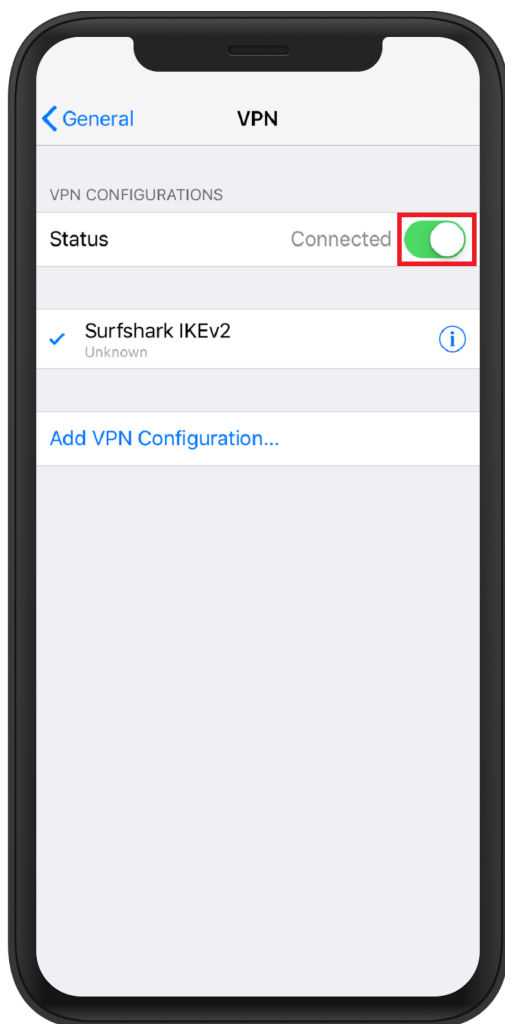 General
VPN
VPN CONFIGURATIONS
Status
Connected
Surfshark IKEv2
Unknown
Add VPN Configuration...